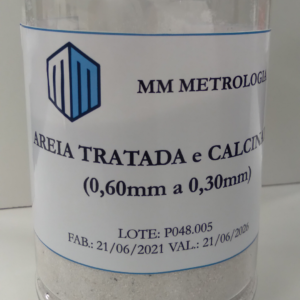 MM METROLOGIA
AREIA TRATADA e CALCIN
(0,60mm a 0,30mm)
LOTE: P048.005
FAB.: 21/06/2021 VAL.: 21/06/2026